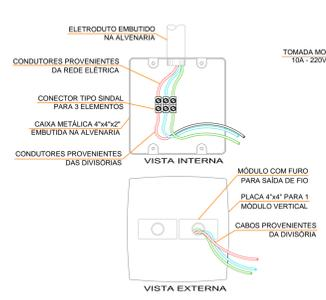 ELETRODUTO EMBUTIDO
NA ALVENARIA
CONDUTORES PROVENIENTES
DA REDE ELÉTRICA
CONECTOR TIPO SINDAL
PARA 3 ELEMENTOS
CAIXA METÁLICA 4"x4"x2"
EMBUTIDA NA ALVENARIA
CONDUTORES PROVENIENTES
DAS DIVISÓRIAS
VISTA INTERNA
TOMADA MO
10A - 220V
MÓDULO COM FURO
PARA SAÍDA DE FIO
PLACA 4"x4" PARA 1
MÓDULO VERTICAL
CABOS PROVENIENTES
DA DIVISÓRIA
VISTA EXTERNA